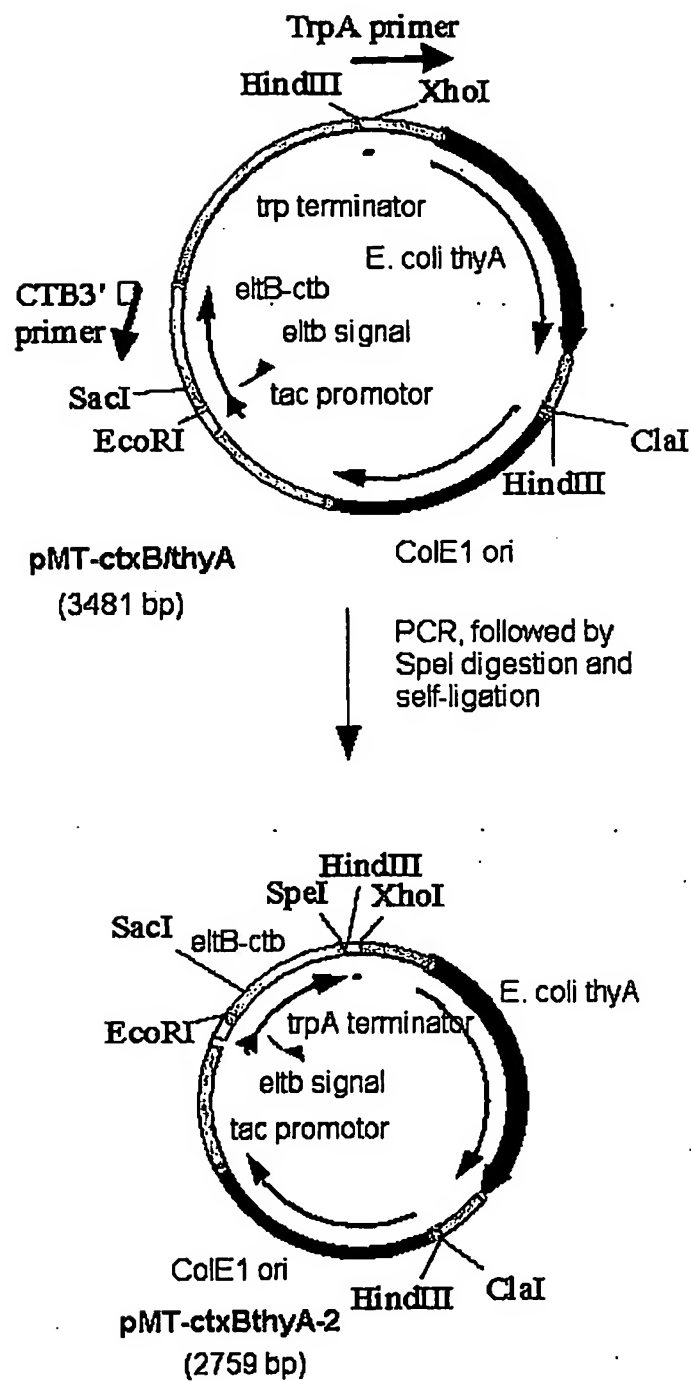 TrpA primer
HindIII
XhoI
trp terminator
E. coli thyA
CTB3'
primer
eltB-ctb
eltb signal
tac promotor
SacI
EcoRI
ClaI
HindIII
pMT-ctxB/thyA
(3481 bp)
ColE1 ori
PCR, followed by
SpeI digestion and
self-ligation
HindIII
SpeI
XhoI
SacI
eltB-ctb
E. coli thyA
EcoRI
trpA terminator
eltb signal
tac promotor
ColE1 ori
HindIII
ClaI
pMT-ctxBthyA-2
(2759 bp)